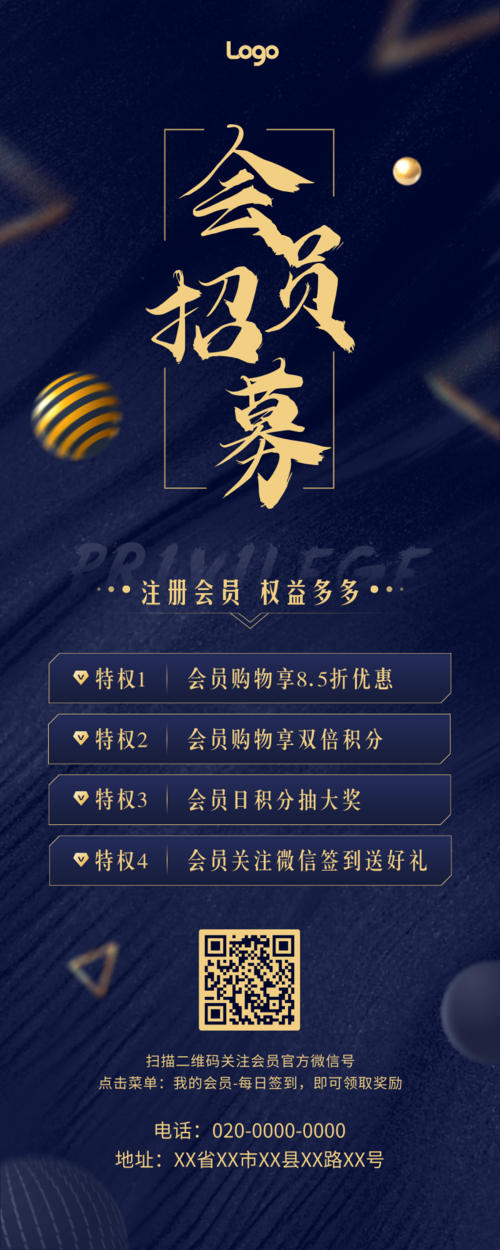 Logo
会员
招
募
PRIVILEGE
注册会员 权益多多
特权1 会员购物享8.5折优惠
特权2 会员购物享双倍积分
特权3 会员日积分抽大奖
特权4 会员关注微信签到送好礼
扫描二维码关注会员官方微信号
点击菜单：我的会员-每日签到，即可领取奖励
电话：020-0000-0000
地址：XX省XX市XX县XX路XX号